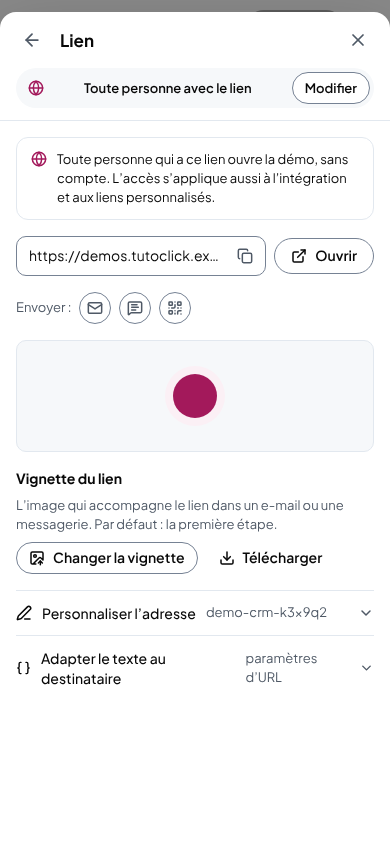 Lien
Toute personne avec le lien
Modifier
Toute personne qui a ce lien ouvre la démo, sans
compte. L’accès s’applique aussi à l’intégration
et aux liens personnalisés.
https://demos.tutoclick.ex...
Ouvrir
Envoyer :
Vignette du lien
L’image qui accompagne le lien dans un e-mail ou une
messagerie. Par défaut : la première étape.
Changer la vignette
Télécharger
Personnaliser l’adresse
demo-crm-k3x9q2
Adapter le texte au
destinataire
paramètres
d’URL